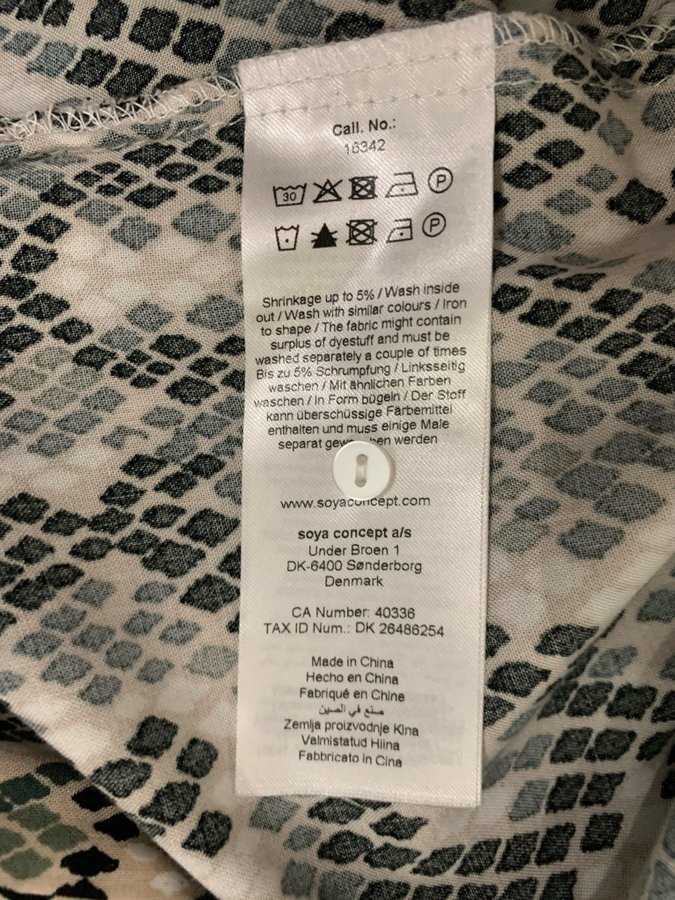 Call. No.:
16342
30 P
P
Shrinkage up to 5% / Wash inside
out / Wash with similar colours / Iron
to shape / The fabric might contain
surplus of dyestuff and must be
washed separately a couple of times
Bis zu 5% Schrumpfung / Linksseitig
waschen / Mit ähnlichen Farben
waschen / In Form bügeln / Der Stoff
kann überschüssige Färbemittel
enthalten und muss einige Male
separat werden
www.soyaconcept.com
soya concept a/s
Under Broen 1
DK-6400 Sønderborg
Denmark
CA Number: 40336
TAX ID Num.: DK 26486254
Made in China
Hecho en China
Fabriqué en Chine
صنع في الصين
Zemlja proizvodnje Kina
Valmistatud Hiina
Fabbricato in Cina